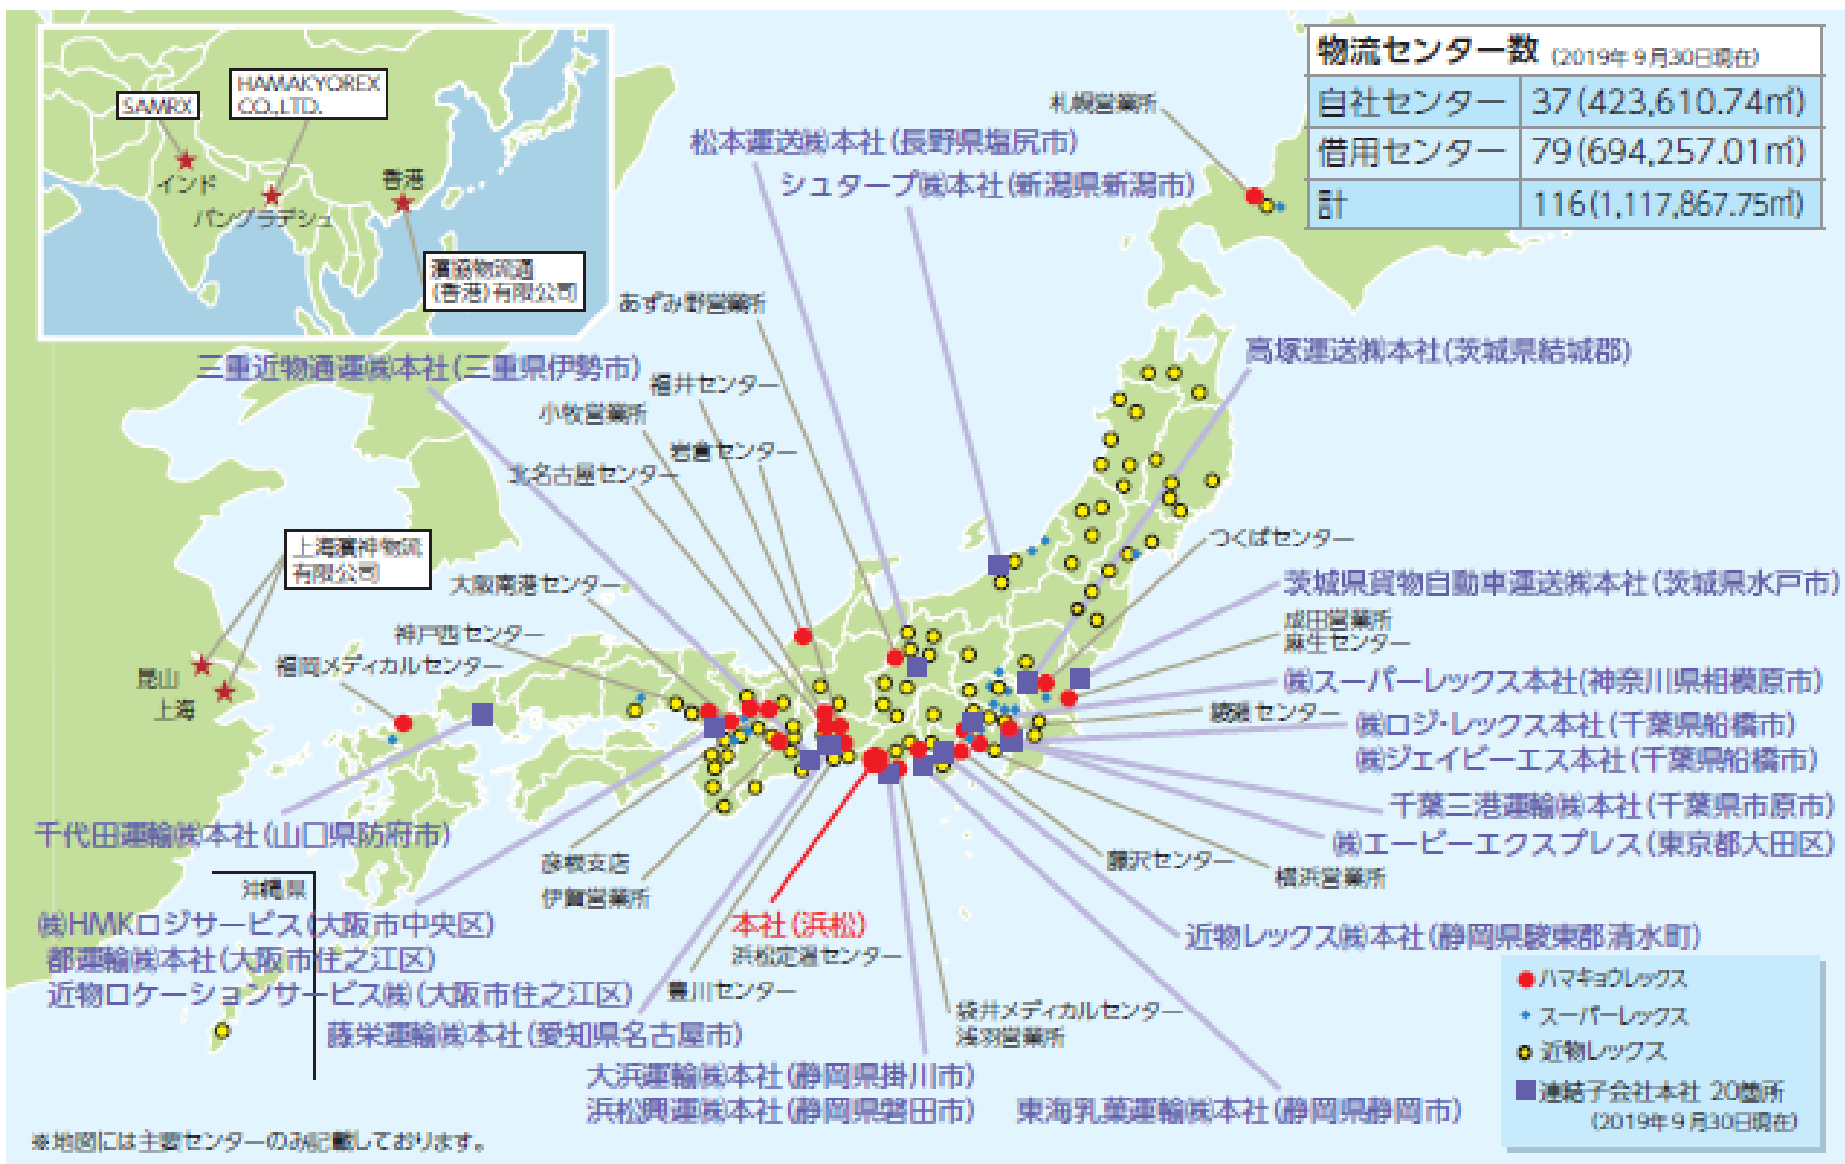 SAMRX
HAMAKYOREX
CO.,LTD.
インド
バングラデシュ
香港
濱協物流通
(香港)有限公司
物流センター数 (2019年9月30日現在)
自社センター 37(423,610.74㎡)
借用センター 79(694,257.01㎡)
計 116(1,117,867.75㎡)
札幌営業所
松本運送㈱本社(長野県塩尻市)
シュタープ㈱本社(新潟県新潟市)
あずみ野営業所
高塚運送㈱本社(茨城県結城郡)
三重近物通運㈱本社(三重県伊勢市)
福井センター
小牧営業所
岩倉センター
北名古屋センター
上海濱神物流
有限公司
大阪南港センター
神戸西センター
福岡メディカルセンター
昆山
上海
つくばセンター
茨城県貨物自動車運送㈱本社(茨城県水戸市)
成田営業所
麻生センター
㈱スーパーレックス本社(神奈川県相模原市)
綾瀬センター
㈱ロジ・レックス本社(千葉県船橋市)
㈱ジェイビーエス本社(千葉県船橋市)
千葉三港運輸㈱本社(千葉県市原市)
㈱エービーエクスプレス(東京都大田区)
千代田運輸㈱本社(山口県防府市)
彦根支店
伊賀営業所
藤沢センター
横浜営業所
沖縄県
㈱HMKロジサービス(大阪市中央区)
都運輸㈱本社(大阪市住之江区)
近物ロケーションサービス㈱(大阪市住之江区)
本社(浜松)
浜松定温センター
豊川センター
近物レックス㈱本社(静岡県駿東郡清水町)
藤栄運輸㈱本社(愛知県名古屋市)
袋井メディカルセンター
浅羽営業所
大浜運輸㈱本社(静岡県掛川市)
浜松興運㈱本社(静岡県磐田市)
東海乳菓運輸㈱本社(静岡県静岡市)
ハマキョウレックス
スーパーレックス
近物レックス
連結子会社本社 20箇所
(2019年9月30日現在)
※地図には主要センターのみ記載しております。